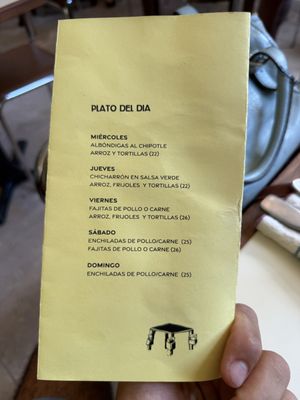 PLATO DEL DIA
MIÉRCOLES
ALBÓNDIGAS AL CHIPOTLE
ARROZ Y TORTILLAS (22)
JUEVES
CHICHARRÓN EN SALSA VERDE
ARROZ, FRIJOLES Y TORTILLAS (22)
VIERNES
FAJITAS DE POLLO O CARNE
ARROZ, FRIJOLES Y TORTILLAS (26)
SÁBADO
ENCHILADAS DE POLLO/CARNE (25)
FAJITAS DE POLLO/CARNE (26)
DOMINGO
ENCHILADAS DE POLLO/CARNE (25)